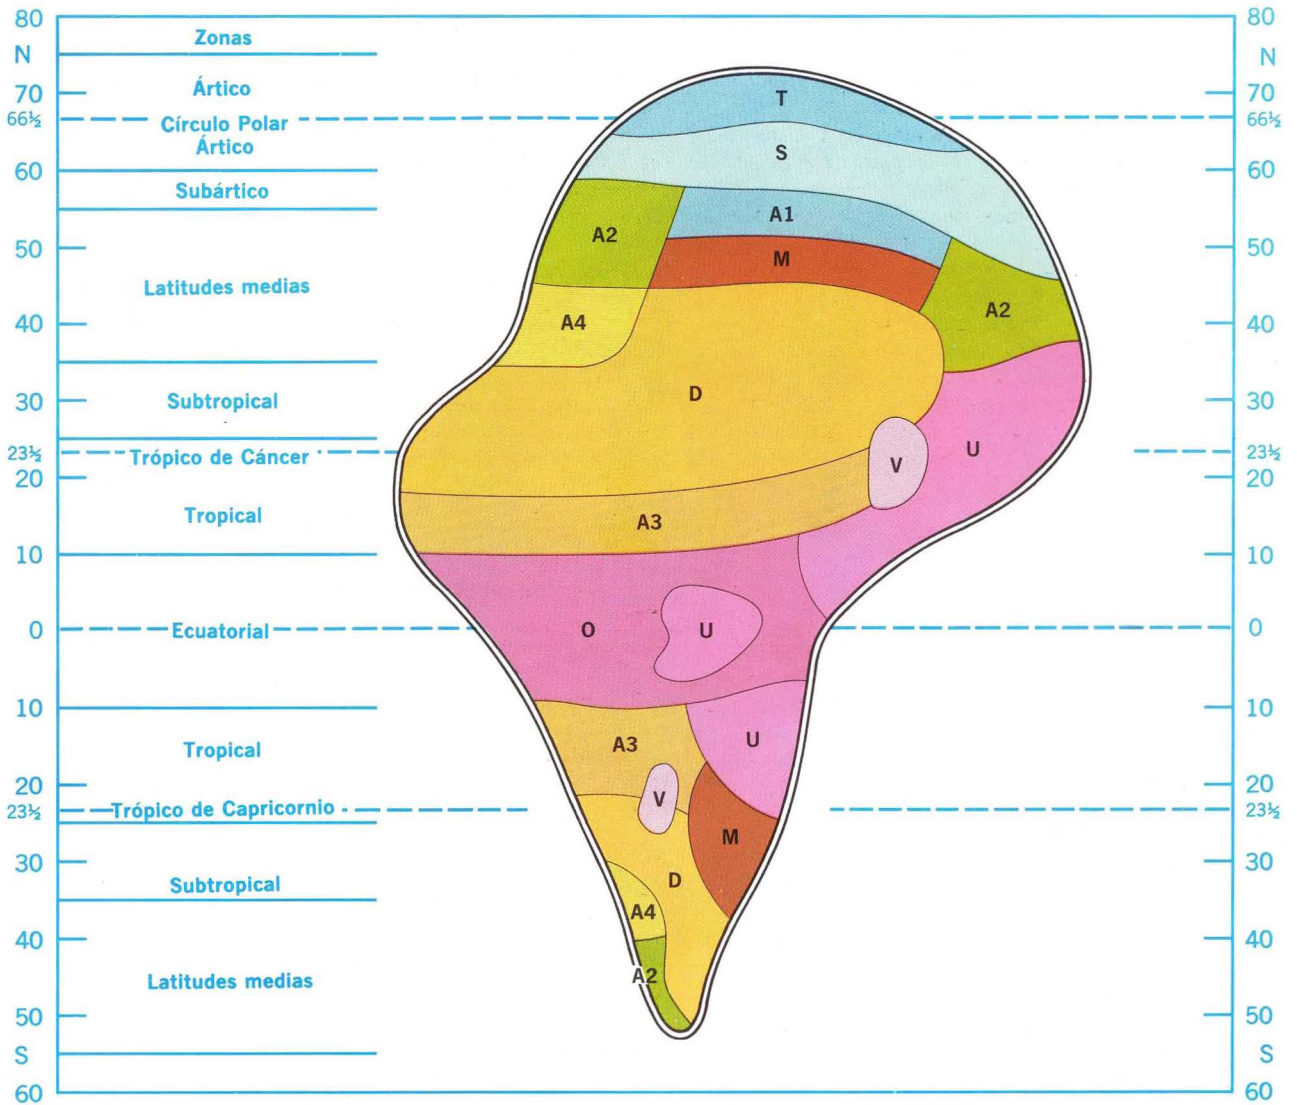 80 80
Zonas
N N
Ártico
70 T 70
66½ 66½
Círculo Polar
Ártico
S
60 60
Subártico
A1
A2
50 50
M
Latitudes medias
A2
40 A4 40
D
30 Subtropical 30
U
23½ Trópico de Cáncer 23½
V
20 20
Tropical A3
10 10
0 Ecuatorial O U 0
10 10
Tropical A3 U
20 20
V
23½ Trópico de Capricornio 23½
M
30 30
Subtropical D
A4
40 40
A2
Latitudes medias
50 50
S S
60 60